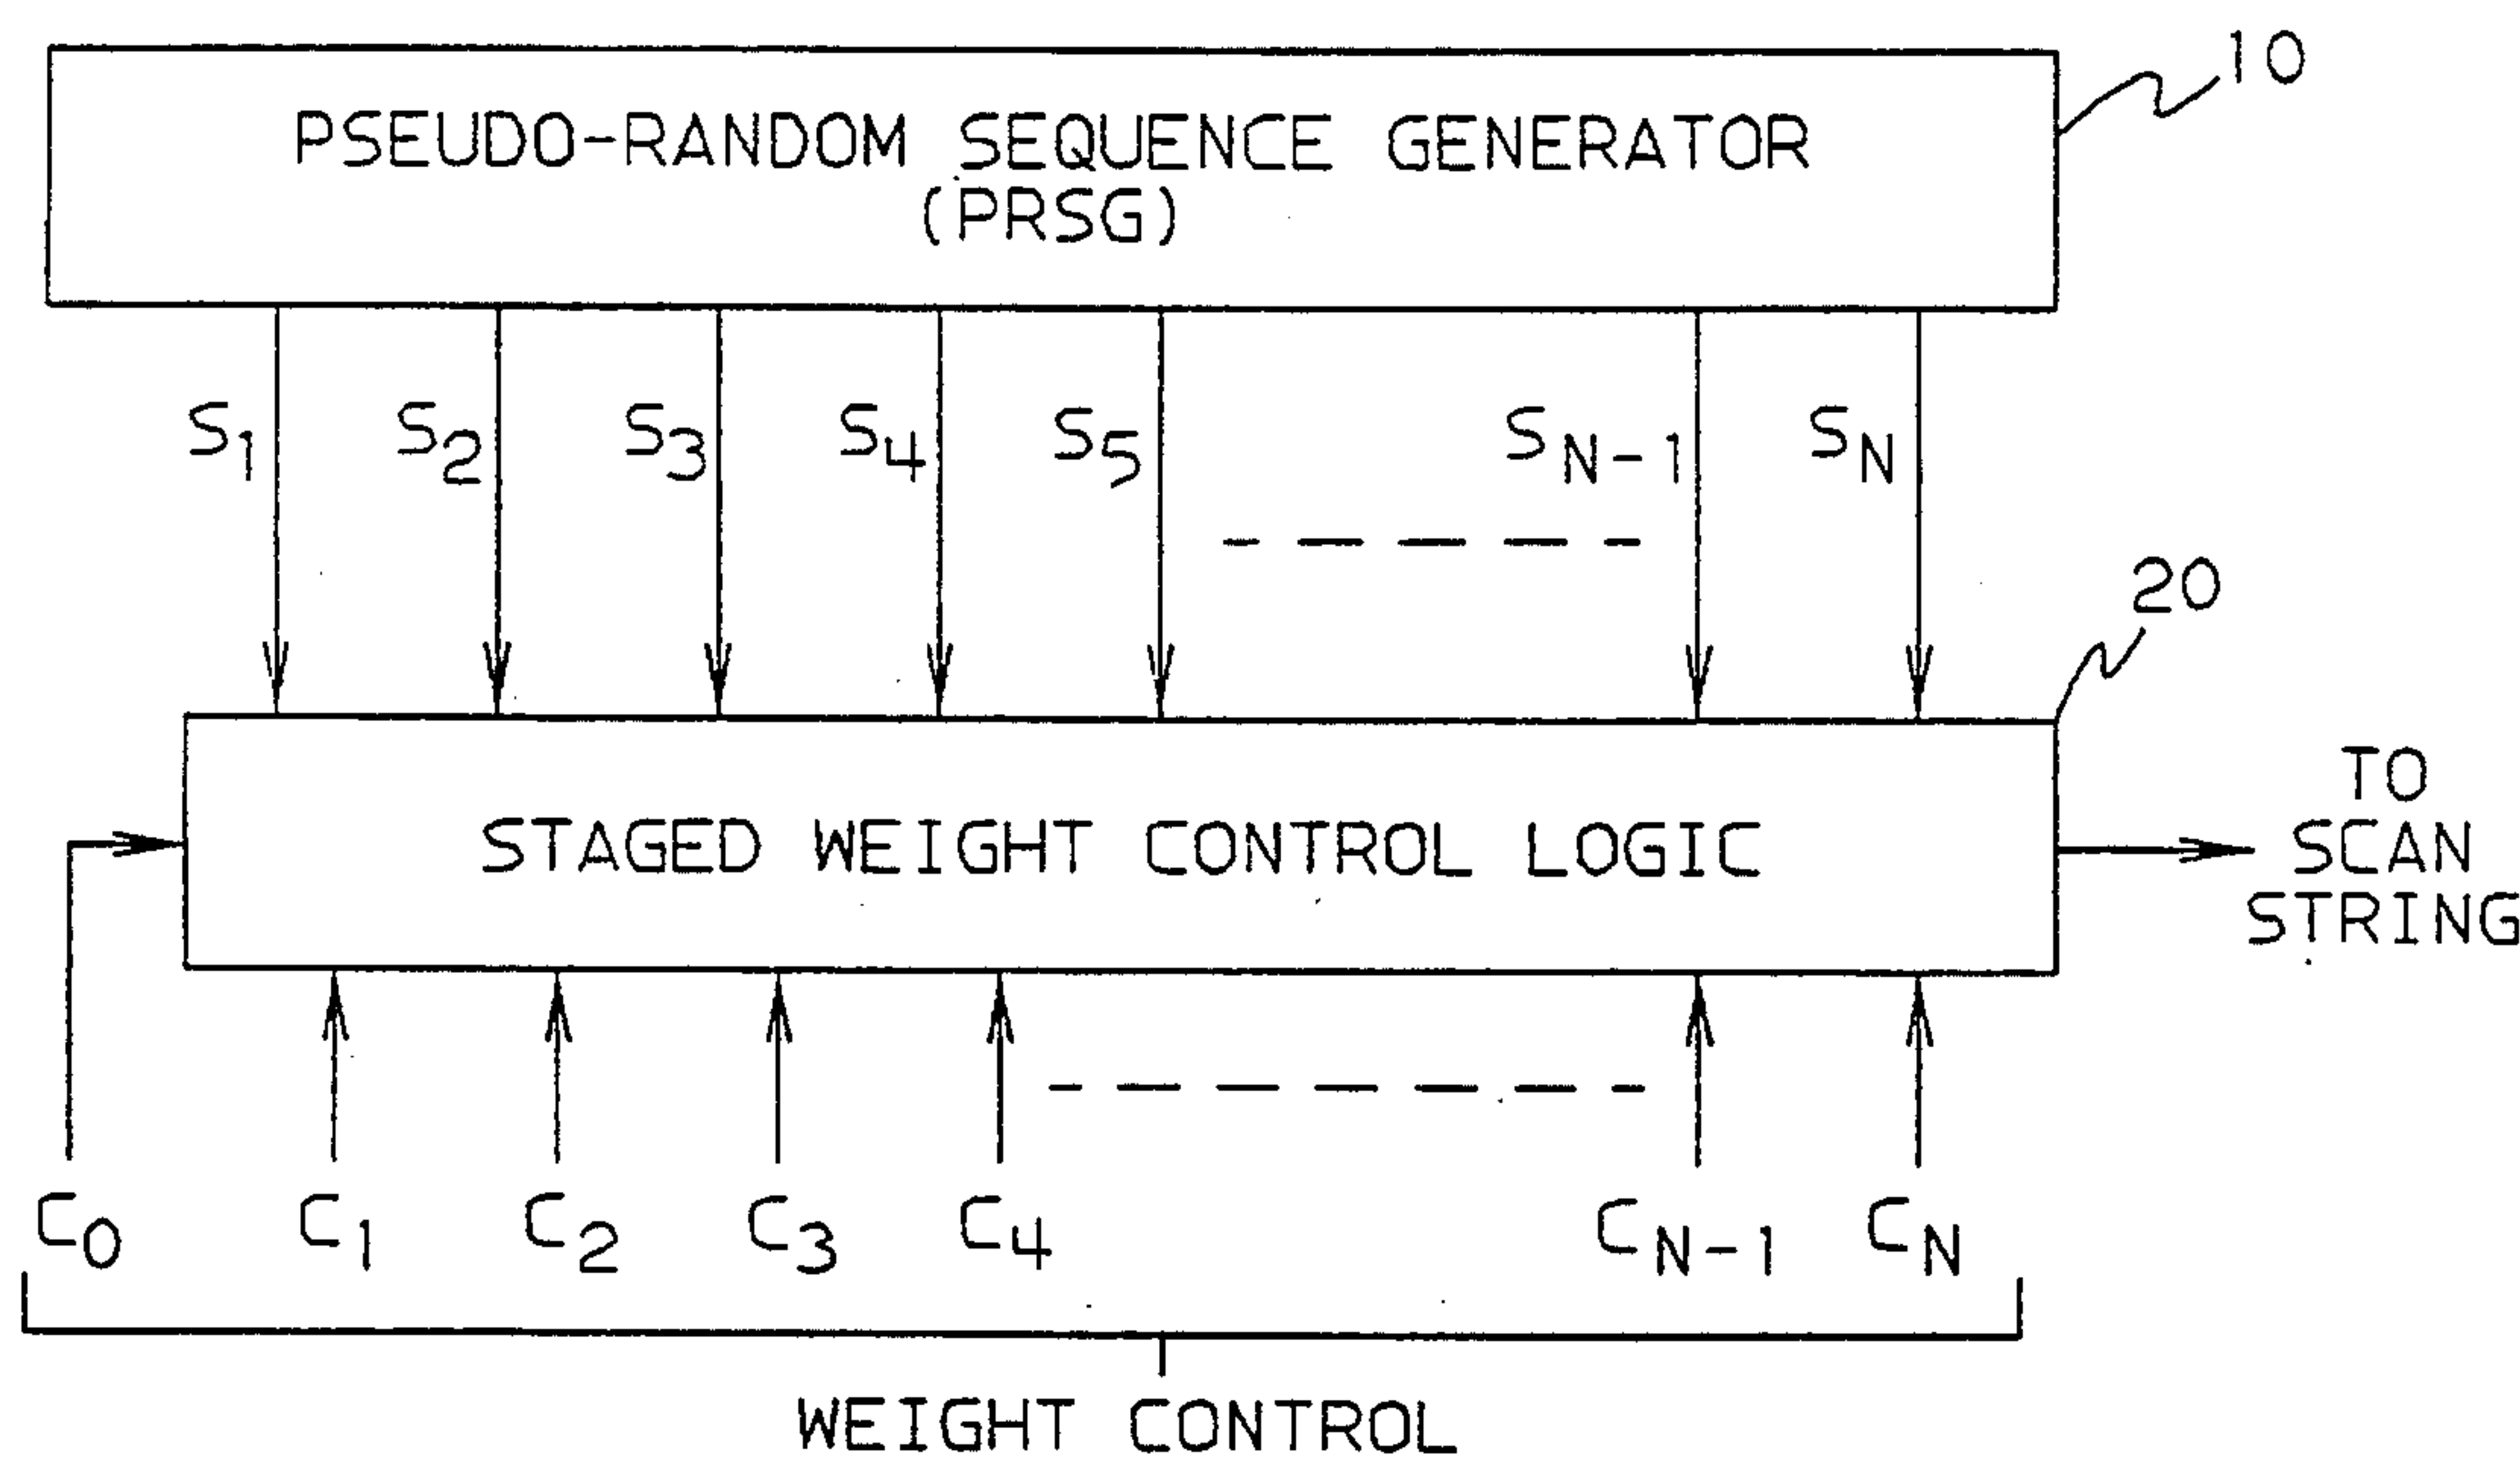 10
PSEUDO-RANDOM SEQUENCE GENERATOR
(PRSG)
S1 S2 S3 S4 S5 SN-1 SN
20
TO
SCAN
STRING
STAGED WEIGHT CONTROL LOGIC
C0 C1 C2 C3 C4 CN-1 CN
WEIGHT CONTROL